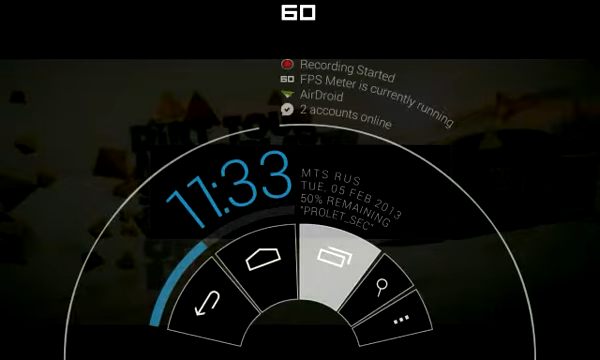 60
Recording Started
60 FPS Meter is currently running
AirDroid
2 accounts online
11:33
MTS RUS
TUE, 05 FEB 2013
50% REMAINING
"PROLET_SEC"